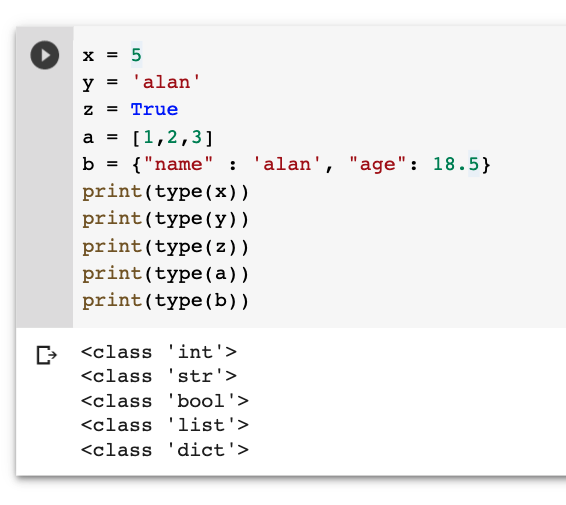 x = 5
y = 'alan'
z = True
a = [1,2,3]
b = {"name" : 'alan', "age": 18.5}
print(type(x))
print(type(y))
print(type(z))
print(type(a))
print(type(b))
<class 'int'>
<class 'str'>
<class 'bool'>
<class 'list'>
<class 'dict'>